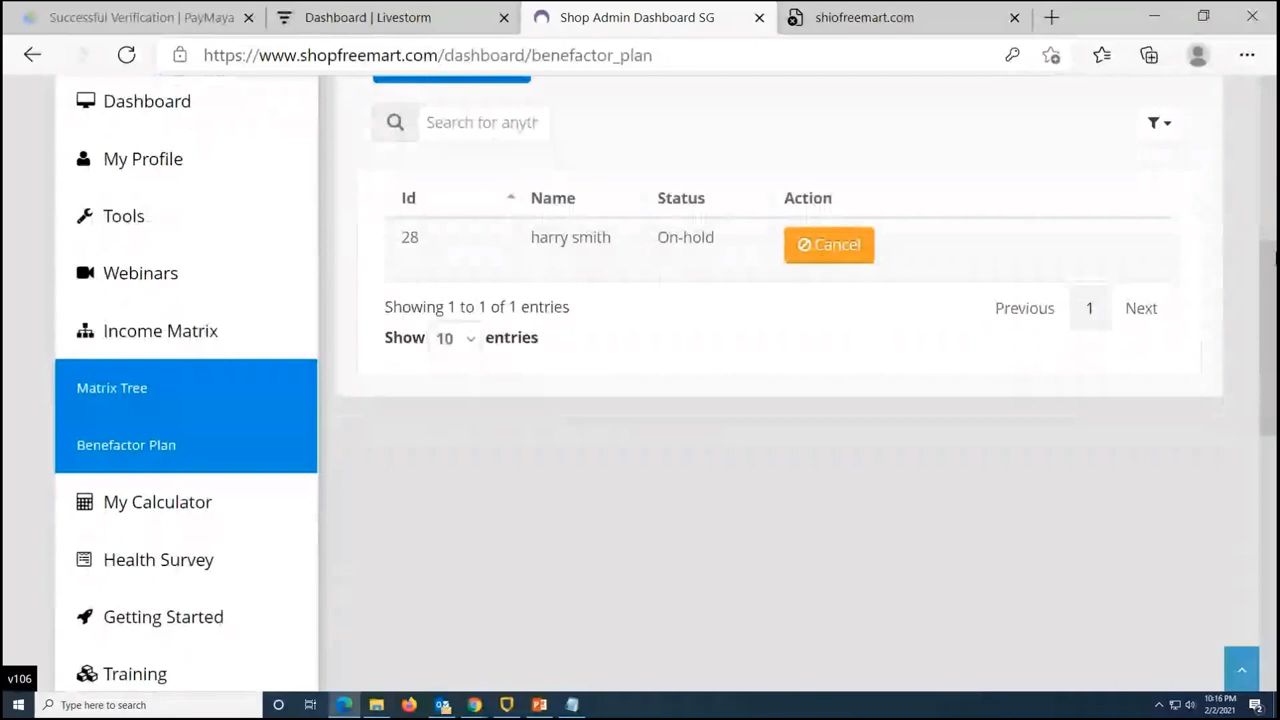 Successful Verification | PayMaya
Dashboard | Livestorm
Shop Admin Dashboard SG
shiofreemart.com
https://www.shopfreemart.com/dashboard/benefactor_plan
Dashboard
My Profile
Tools
Webinars
Income Matrix
Matrix Tree
Benefactor Plan
My Calculator
Health Survey
Getting Started
Training
Search for anyth
Id Name Status Action
28 harry smith On-hold Cancel
Showing 1 to 1 of 1 entries
Previous 1 Next
Show 10 entries
v106
Type here to search
10:16 PM
2/2/2021
2